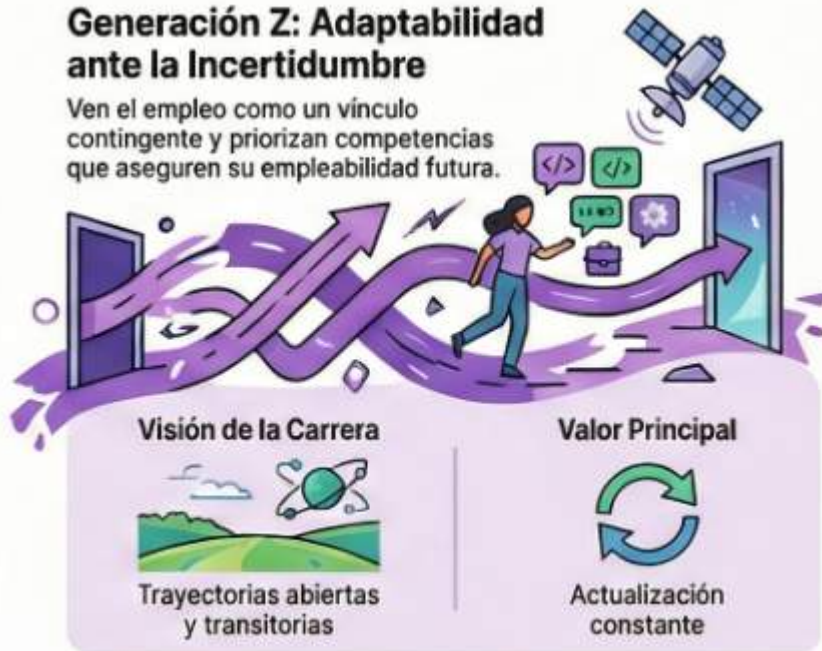 Generación Z: Adaptabilidad
ante la Incertidumbre
Ven el empleo como un vínculo
contingente y priorizan competencias
que aseguren su empleabilidad futura.
</>
</>
Visión de la Carrera
Trayectorias abiertas
y transitorias
Valor Principal
Actualización
constante